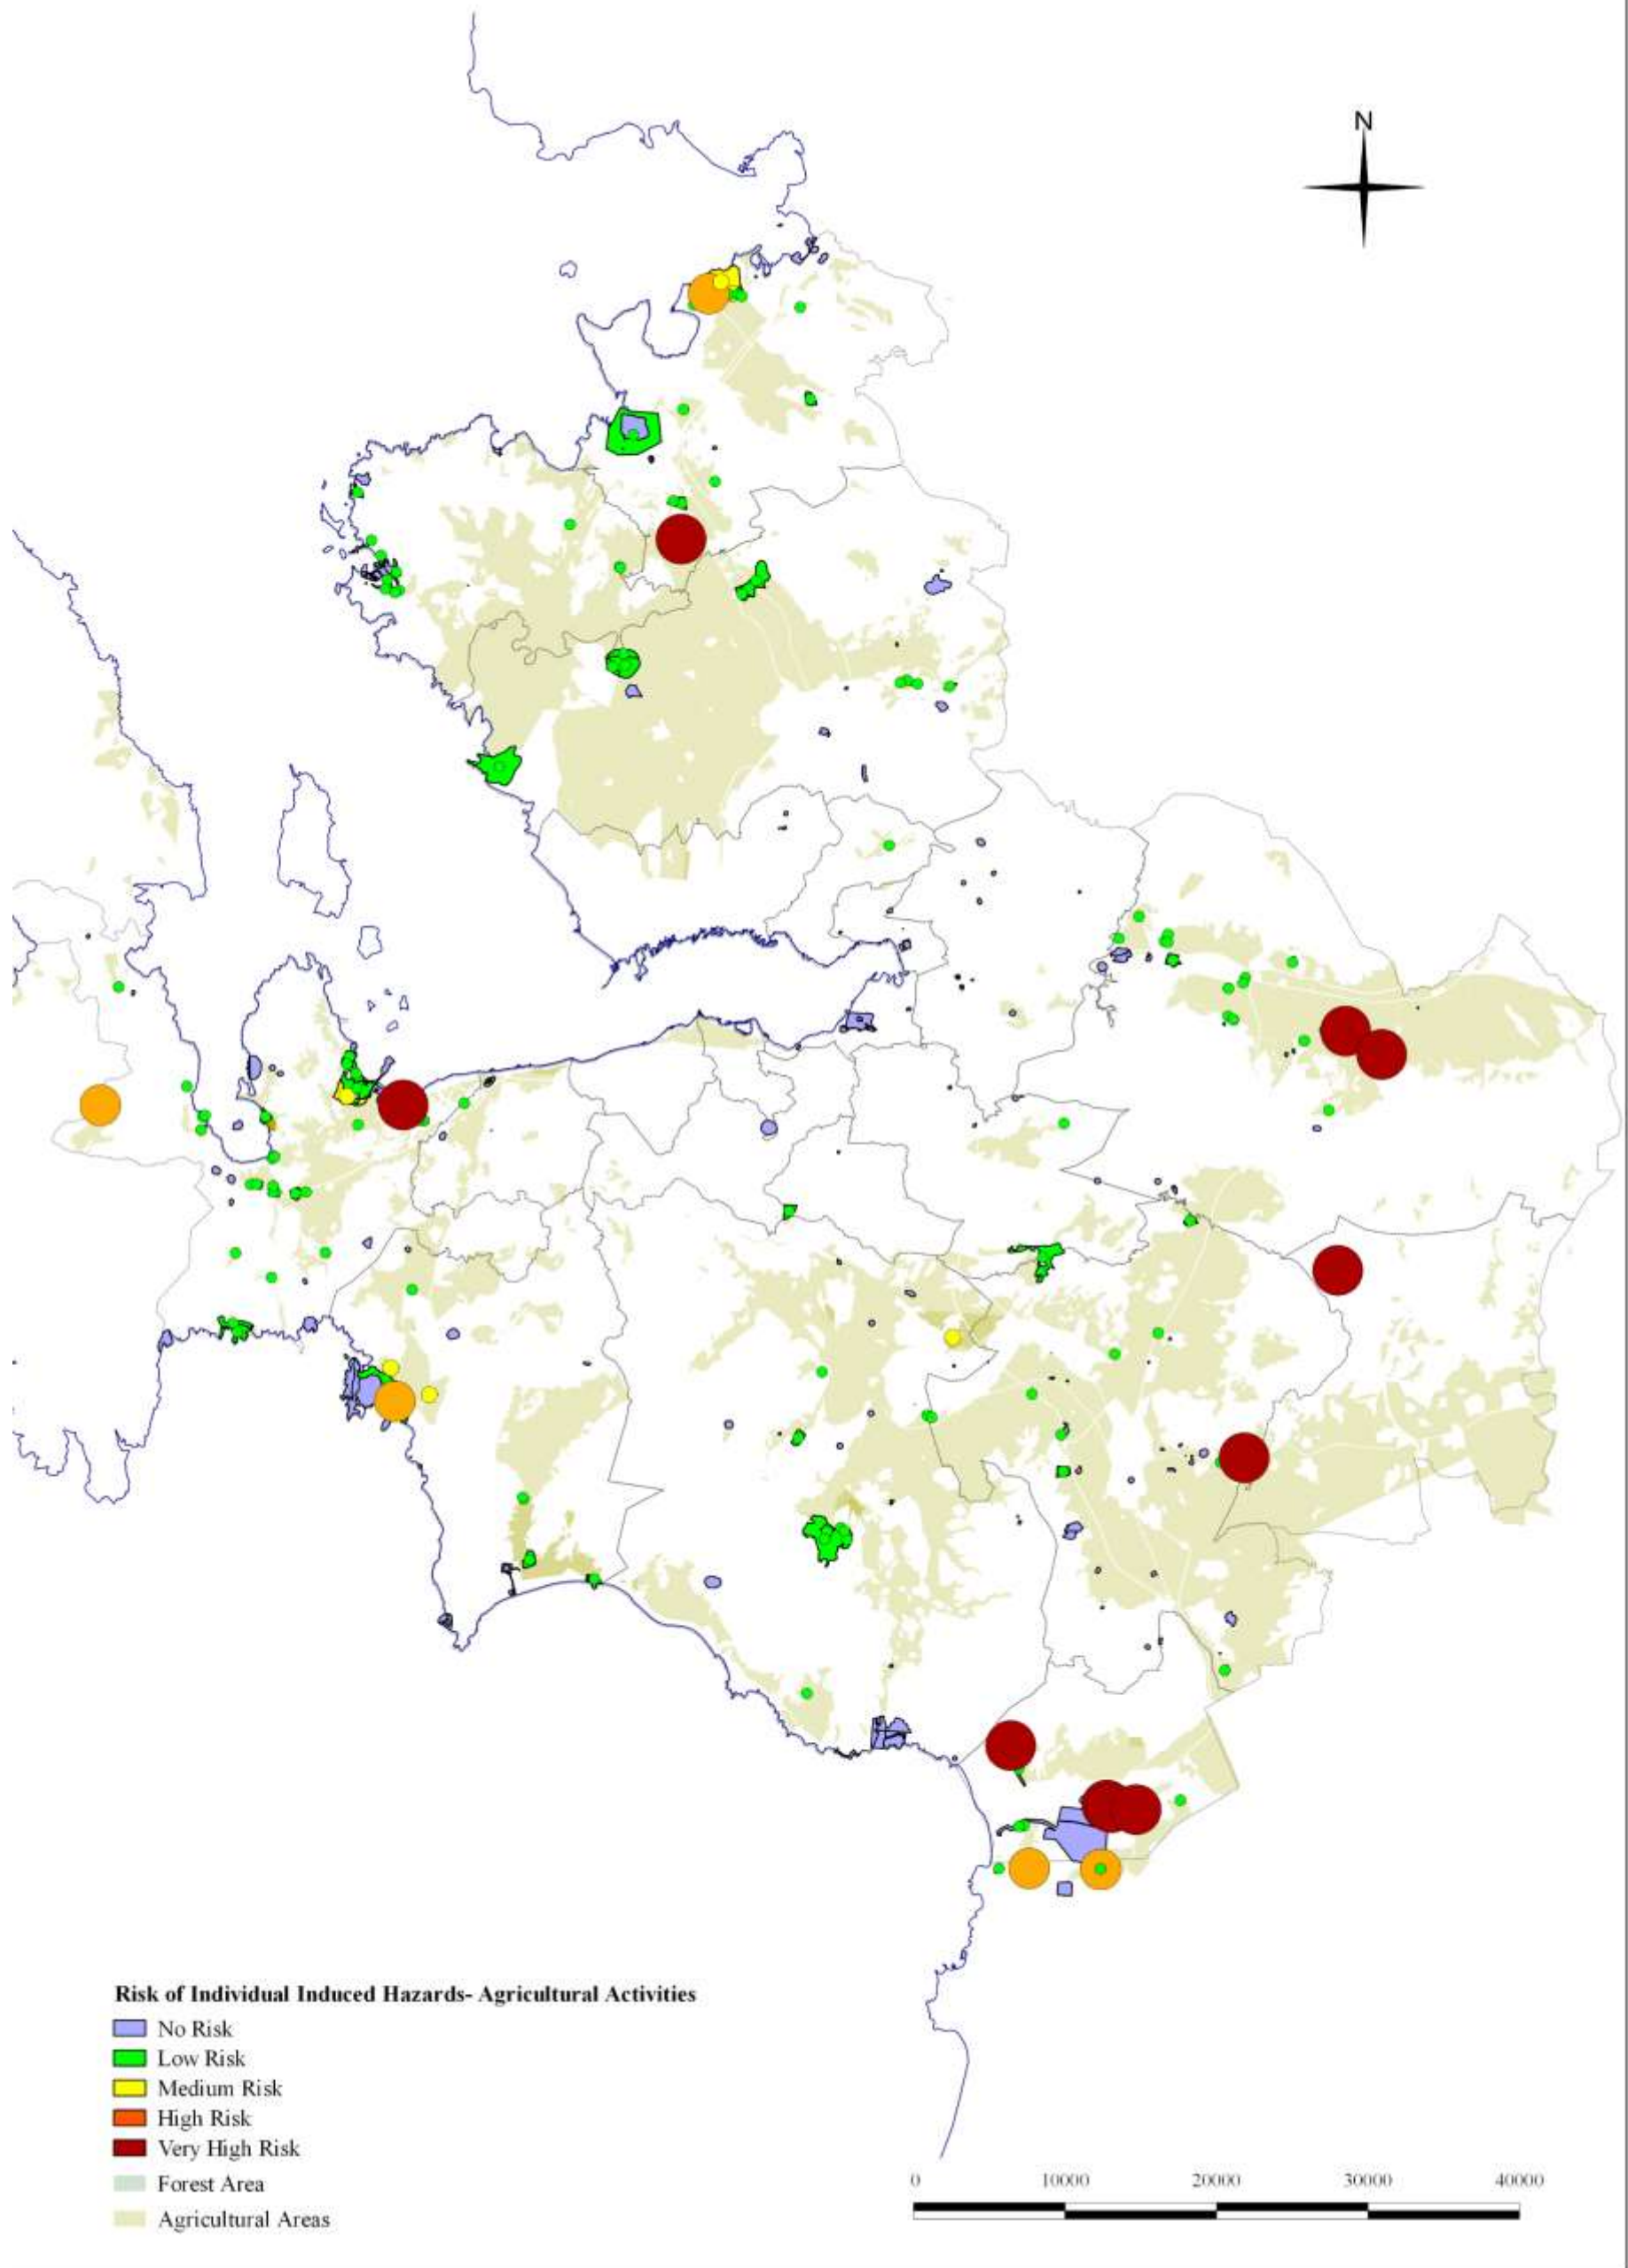 N
Risk of Individual Induced Hazards- Agricultural Activities
No Risk
Low Risk
Medium Risk
High Risk
Very High Risk
Forest Area
Agricultural Areas
0 10000 20000 30000 40000